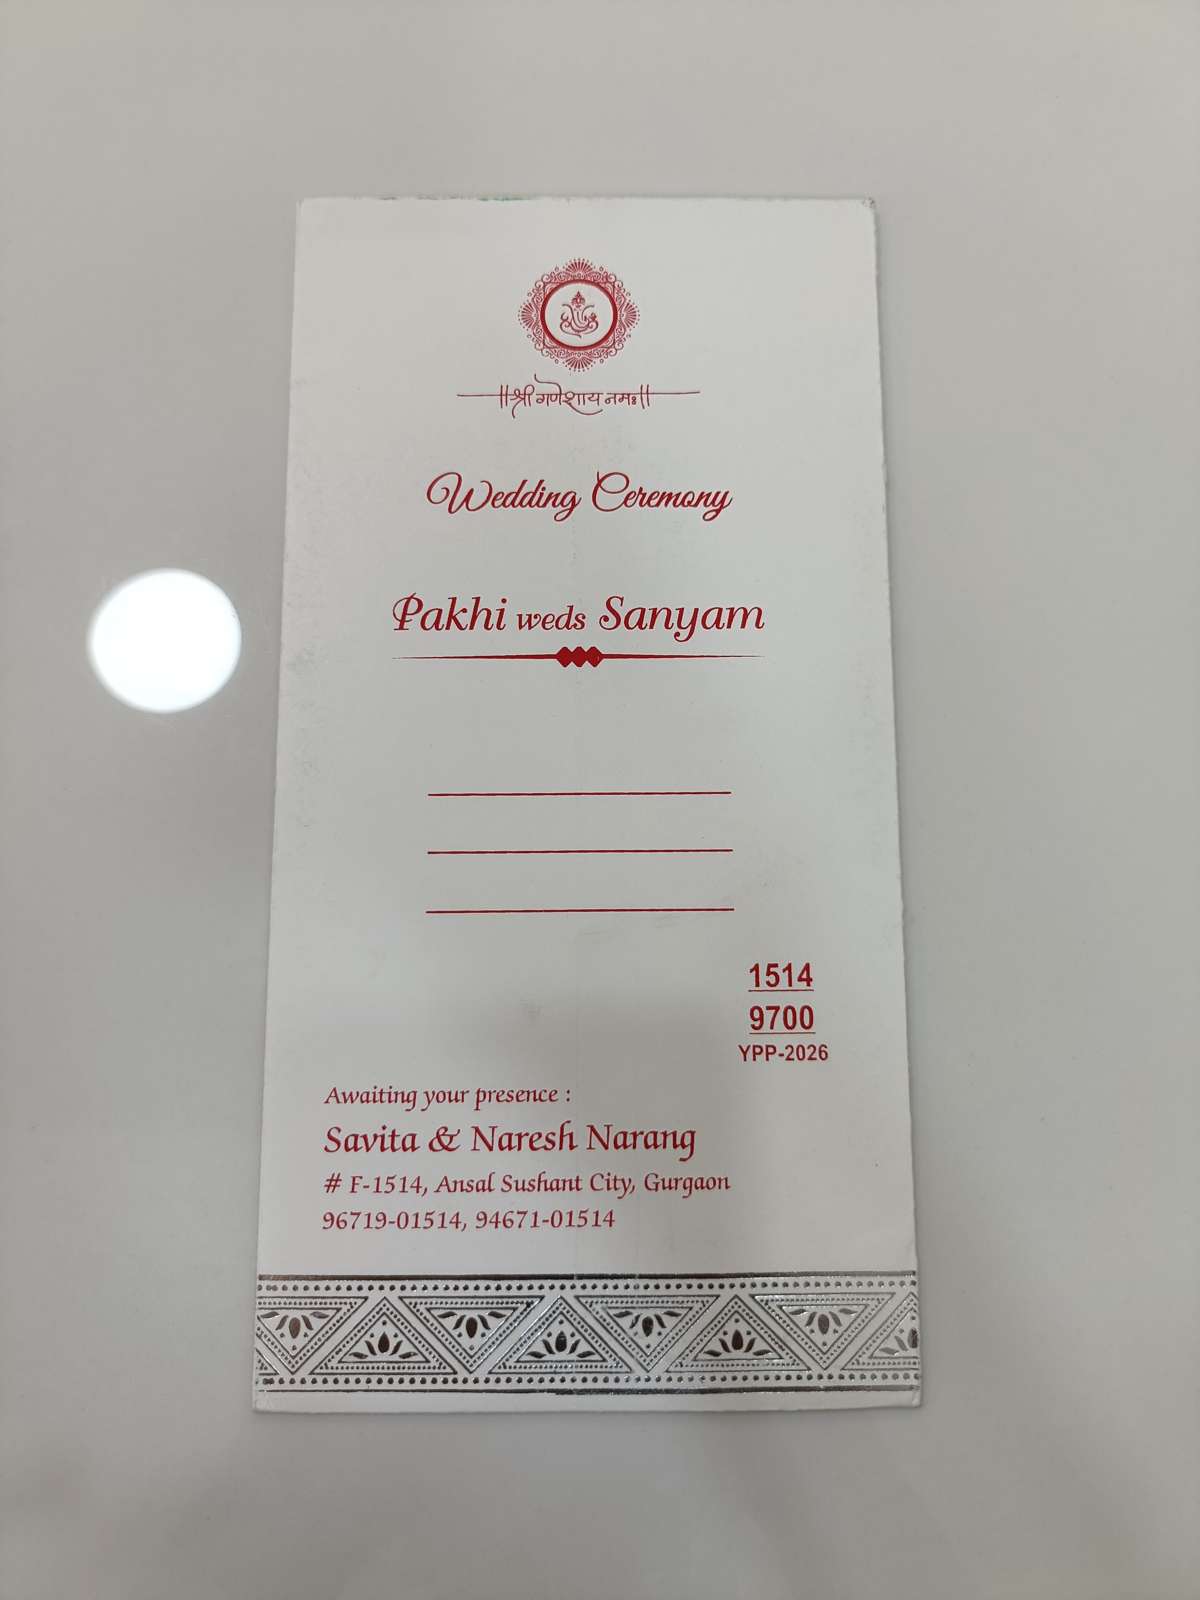 ||श्री गणेशाय नमः||
Wedding Ceremony
Pakhi weds Sanyam
1514
9700
YPP-2026
Awaiting your presence :
Savita & Naresh Narang
# F-1514, Ansal Sushant City, Gurgaon
96719-01514, 94671-01514